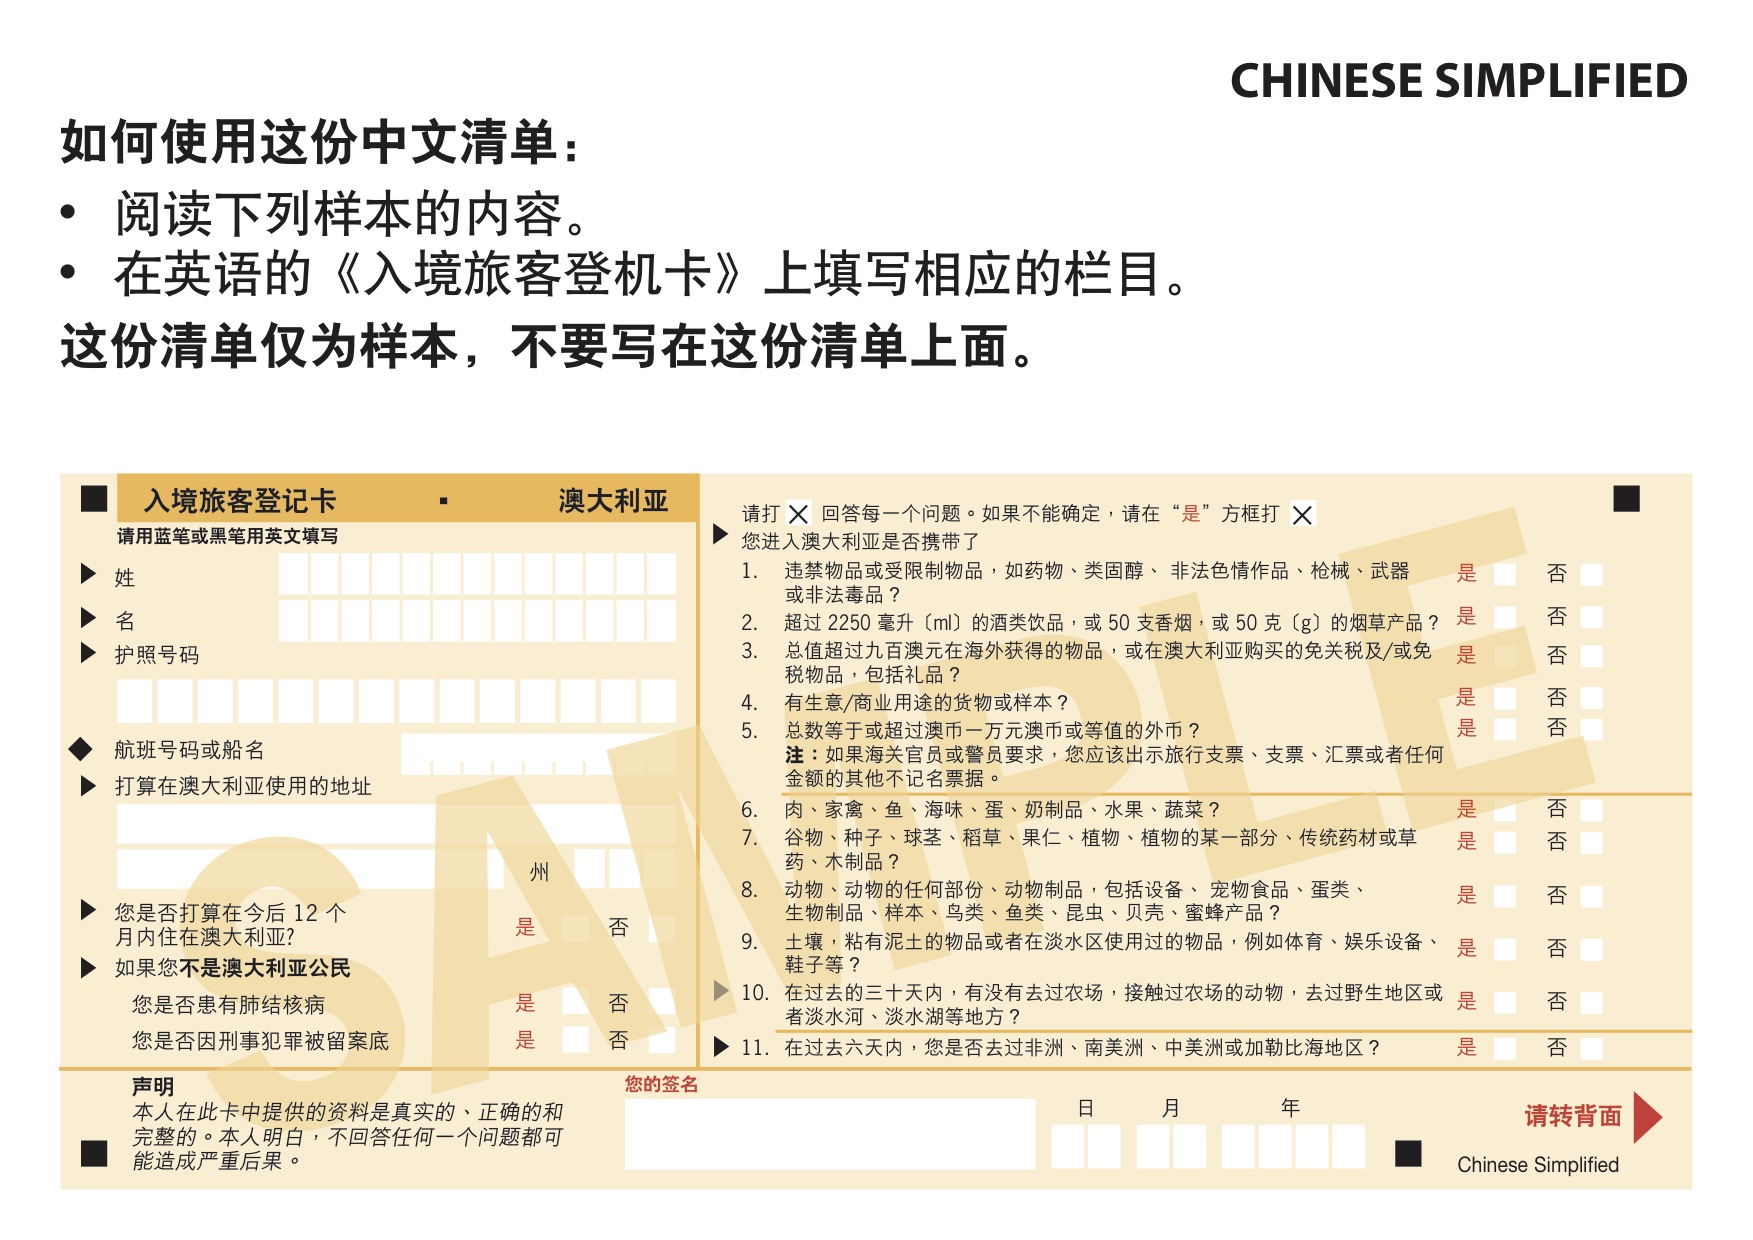 CHINESE SIMPLIFIED
如何使用这份中文清单：
• 阅读下列样本的内容。
• 在英语的《入境旅客登机卡》上填写相应的栏目。
这份清单仅为样本，不要写在这份清单上面。
入境旅客登记卡 ▪ 澳大利亚
请用蓝笔或黑笔用英文填写
姓
名
护照号码
航班号码或船名
打算在澳大利亚使用的地址
州
您是否打算在今后 12 个
月内住在澳大利亚? 是 否
如果您不是澳大利亚公民
您是否患有肺结核病 是 否
您是否因刑事犯罪被留案底 是 否
请打 X 回答每一个问题。如果不能确定，请在“是”方框打 X
您进入澳大利亚是否携带了
1. 违禁物品或受限制物品，如药物、类固醇、 非法色情作品、枪械、武器
或非法毒品？ 是 否
2. 超过 2250 毫升〔ml〕的酒类饮品，或 50 支香烟，或 50 克〔g〕的烟草产品？ 是 否
3. 总值超过九百澳元在海外获得的物品，或在澳大利亚购买的免关税及/或免
税物品，包括礼品？ 是 否
4. 有生意/商业用途的货物或样本？ 是 否
5. 总数等于或超过澳币一万元澳币或等值的外币？ 是 否
注：如果海关官员或警员要求，您应该出示旅行支票、支票、汇票或者任何
金额的其他不记名票据。
6. 肉、家禽、鱼、海味、蛋、奶制品、水果、蔬菜？ 是 否
7. 谷物、种子、球茎、稻草、果仁、植物、植物的某一部分、传统药材或草
药、木制品？ 是 否
8. 动物、动物的任何部份、动物制品，包括设备、 宠物食品、蛋类、
生物制品、样本、鸟类、鱼类、昆虫、贝壳、蜜蜂产品？ 是 否
9. 土壤，粘有泥土的物品或者在淡水区使用过的物品，例如体育、娱乐设备、
鞋子等？ 是 否
10. 在过去的三十天内，有没有去过农场，接触过农场的动物，去过野生地区或
者淡水河、淡水湖等地方？ 是 否
11. 在过去六天内，您是否去过非洲、南美洲、中美洲或加勒比海地区？ 是 否
声明
本人在此卡中提供的资料是真实的、正确的和
完整的。本人明白，不回答任何一个问题都可
能造成严重后果。
您的签名
日 月 年
请转背面
Chinese Simplified
SAMPLE